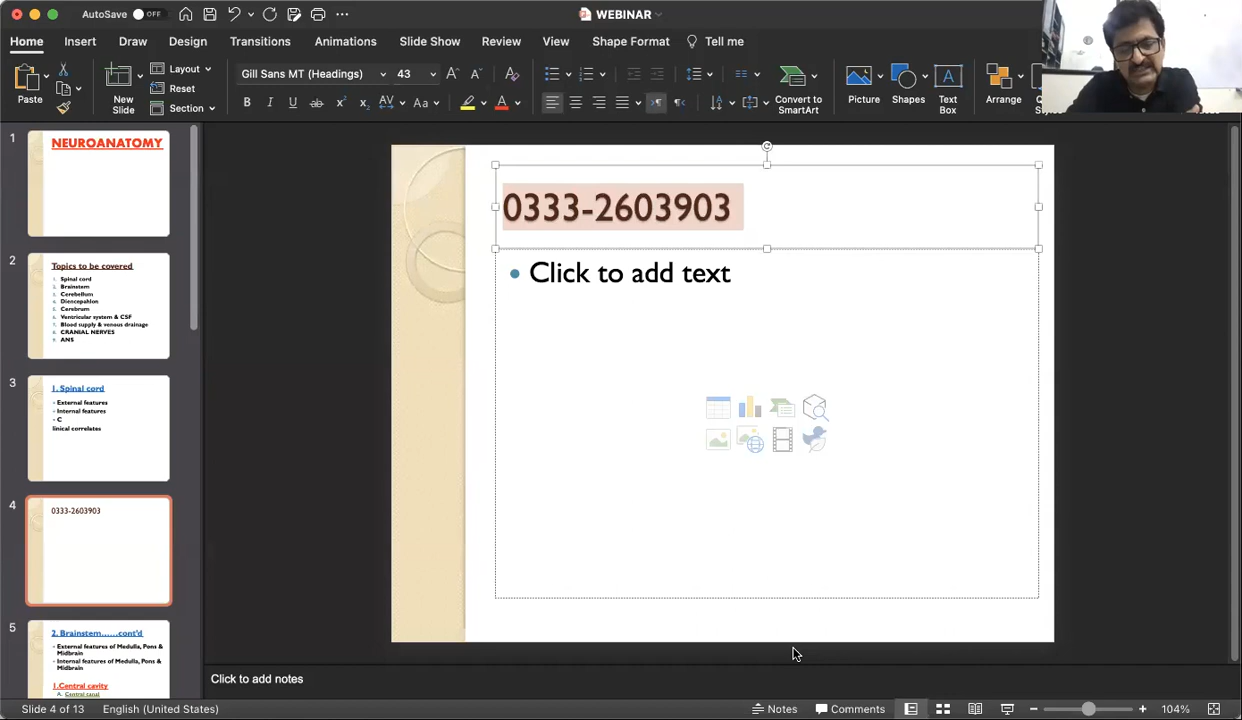 AutoSave OFF
WEBINAR
Home Insert Draw Design Transitions Animations Slide Show Review View Shape Format Tell me
Paste
New Slide
Layout
Reset
Section
Gill Sans MT (Headings) 43
Convert to SmartArt
Picture
Shapes
Text Box
Arrange
1
NEUROANATOMY
2
Topics to be covered
1. Spinal cord
2. Brainstem
3. Cerebellum
4. Diencepahlon
5. Cerebrum
6. Ventricular system & CSF
7. Blood supply & venous drainage
8. CRANIAL NERVES
9. ANS
3
1. Spinal cord
• External features
• Internal features
• C
linical correlates
4
0333-2603903
5
2. Brainstem......cont'd
• External features of Medulla, Pons &
Midbrain
• Internal features of Medulla, Pons &
Midbrain
1.Central cavity
A. Central canal
0333-2603903
• Click to add text
Click to add notes
Slide 4 of 13 English (United States) Notes Comments 104%